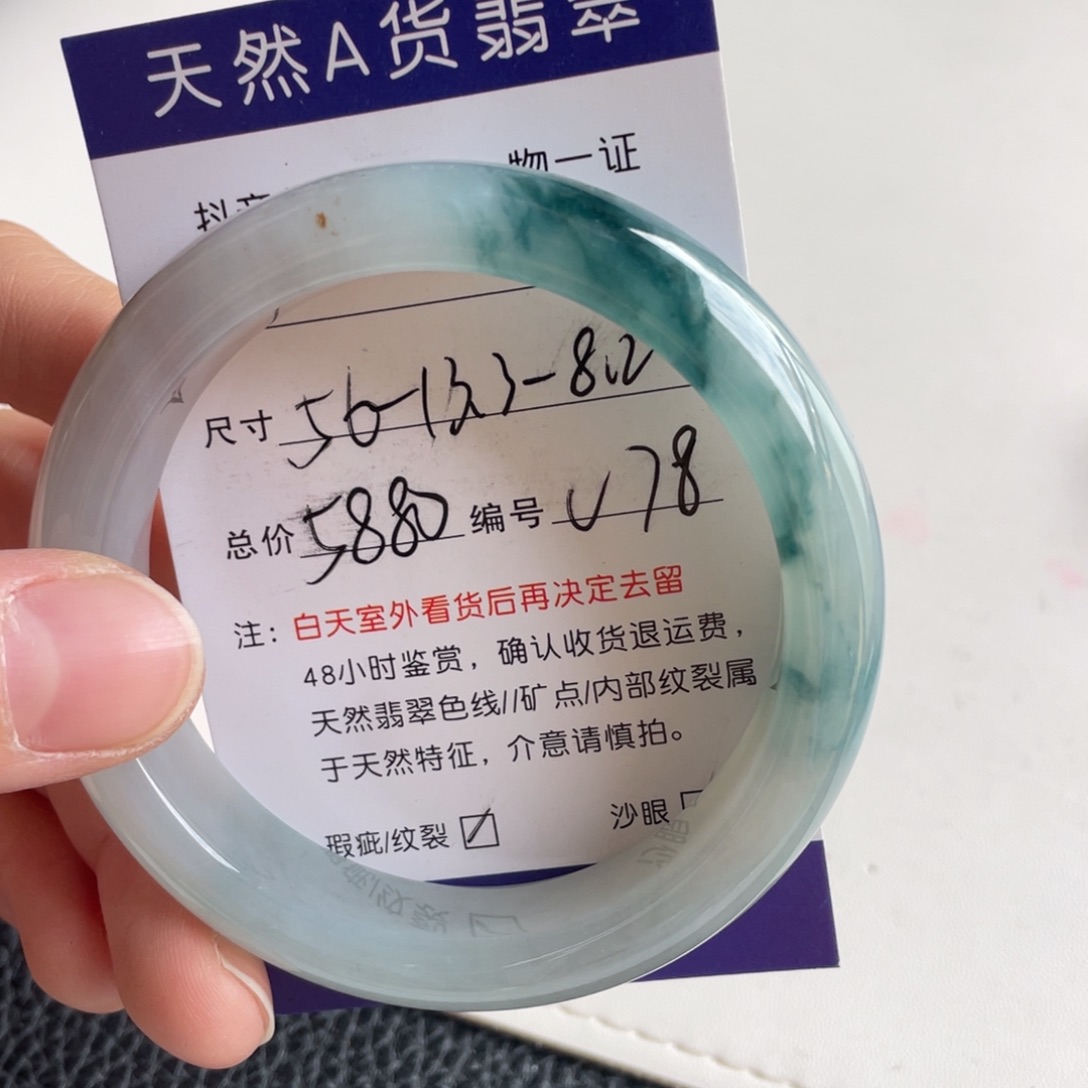 天然A货翡翠
物一证
尺寸 56-13.3-8.2
总价 5880 编号 U78
注：白天室外看货后再决定去留
48小时鉴赏，确认收货退运费，
天然翡翠色线//矿点/内部纹裂属
于天然特征，介意请慎拍。
瑕疵/纹裂 沙眼